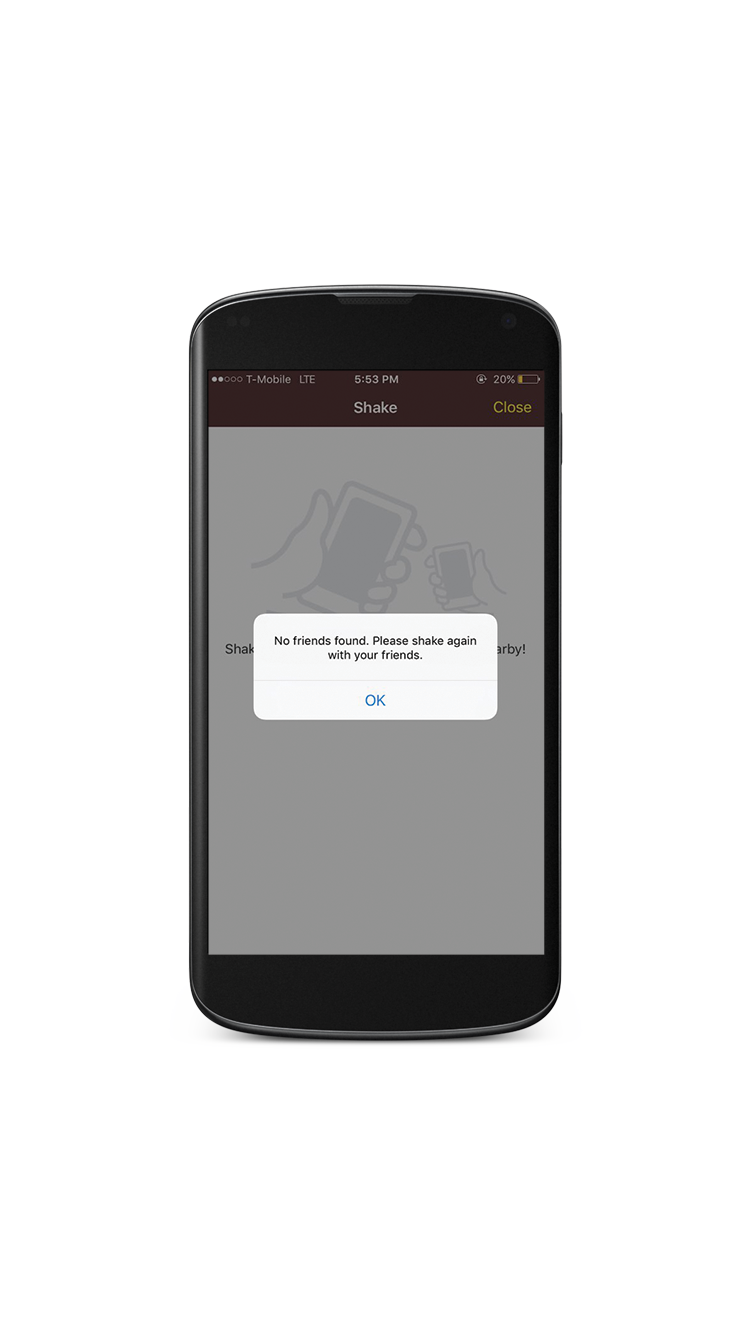 T-Mobile LTE 5:53 PM 20%
Shake Close
No friends found. Please shake again
with your friends.
Shak arby!
OK